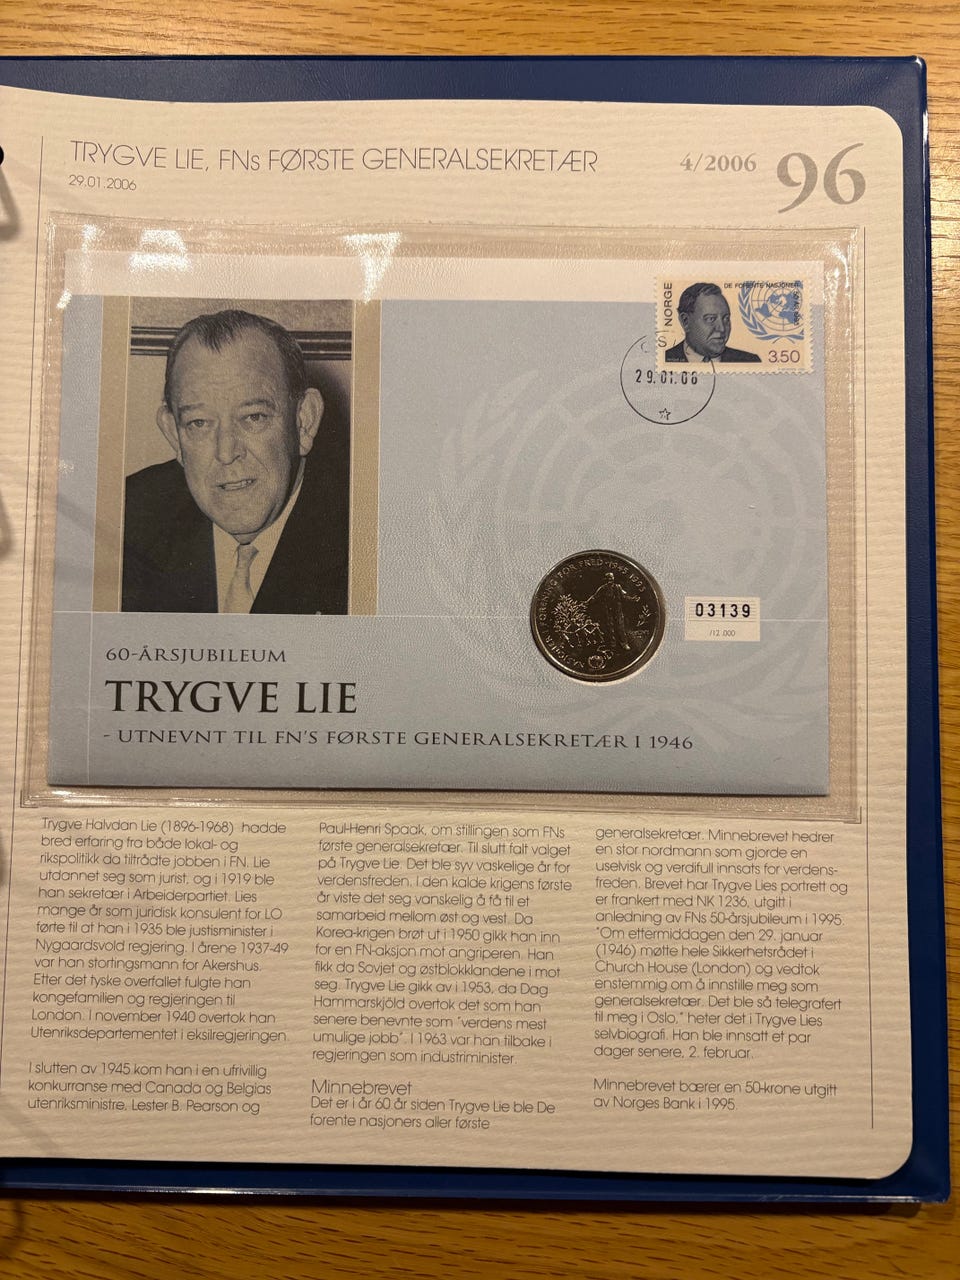 TRYGVE LIE, FNs FØRSTE GENERALSEKRETÆR
29.01.2006
4/2006 96
NORGE
DE FORENTE NASJONER
3.50
29.01.06
NASJONER I FORENING FOR FRED · 1945 1995
03139
/12.000
60-ÅRSJUBILEUM
TRYGVE LIE
- UTNEVNT TIL FN'S FØRSTE GENERALSEKRETÆR I 1946
Trygve Halvdan Lie (1896-1968) hadde
bred erfaring fra både lokal- og
rikspolitikk da tiltrådte jobben i FN. Lie
utdannet seg som jurist, og i 1919 ble
han sekretær i Arbeiderpartiet. Lies
mange år som juridisk konsulent for LO
førte til at han i 1935 ble justisminister i
Nygaardsvold regjering. I årene 1937-49
var han stortingsmann for Akershus.
Etter det tyske overfallet fulgte han
kongefamilien og regjeringen til
London. I november 1940 overtok han
Utenriksdepartementet i eksilregjeringen.
I slutten av 1945 kom han i en ufrivillig
konkurranse med Canada og Belgias
utenriksministre, Lester B. Pearson og
Paul-Henri Spaak, om stillingen som FNs
første generalsekretær. Til slutt falt valget
på Trygve Lie. Det ble syv vaskelige år for
verdensfreden. I den kalde krigens første
år viste det seg vanskelig å få til et
samarbeid mellom øst og vest. Da
Korea-krigen brøt ut i 1950 gikk han inn
for en FN-aksjon mot angriperen. Han
fikk da Sovjet og østblokklandene i mot
seg. Trygve Lie gikk av i 1953, da Dag
Hammarskjöld overtok det som han
senere benevnte som "verdens mest
umulige jobb". I 1963 var han tilbake i
regjeringen som industriminister.
Minnebrevet
Det er i år 60 år siden Trygve Lie ble De
forente nasjoners aller første
generalsekretær. Minnebrevet hedrer
en stor nordmann som gjorde en
uselvisk og verdifull innsats for verdens-
freden. Brevet har Trygve Lies portrett og
er frankert med NK 1236, utgitt i
anledning av FNs 50-årsjubileum i 1995.
"Om ettermiddagen den 29. januar
(1946) møtte hele Sikkerhetsrådet i
Church House (London) og vedtok
enstemmig om å innstille meg som
generalsekretær. Det ble så telegrafert
til meg i Oslo," heter det i Trygve Lies
selvbiografi. Han ble innsatt et par
dager senere, 2. februar.
Minnebrevet bærer en 50-krone utgitt
av Norges Bank i 1995.